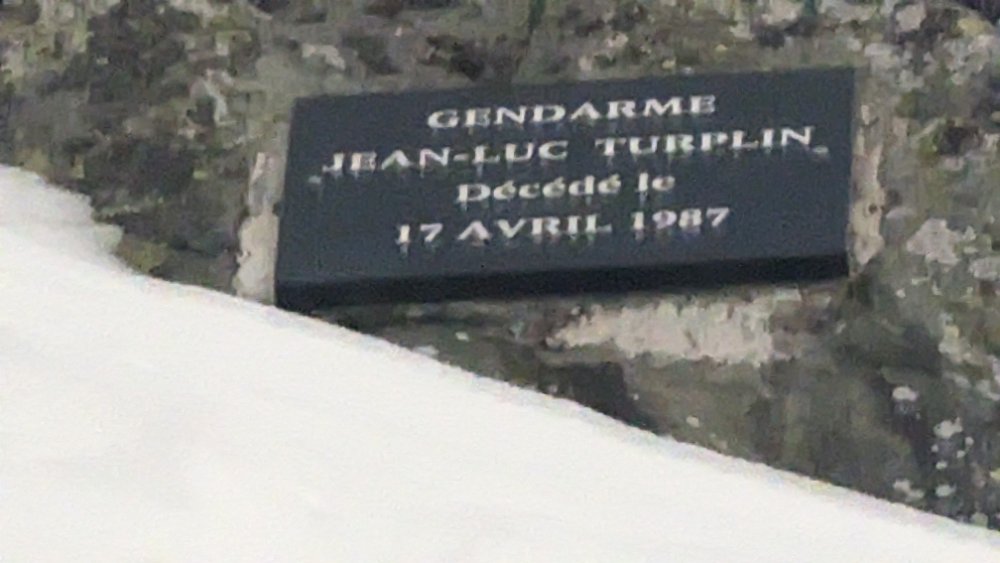 GENDARME
JEAN-LUC TURPLIN
Décédé le
17 AVRIL 1987